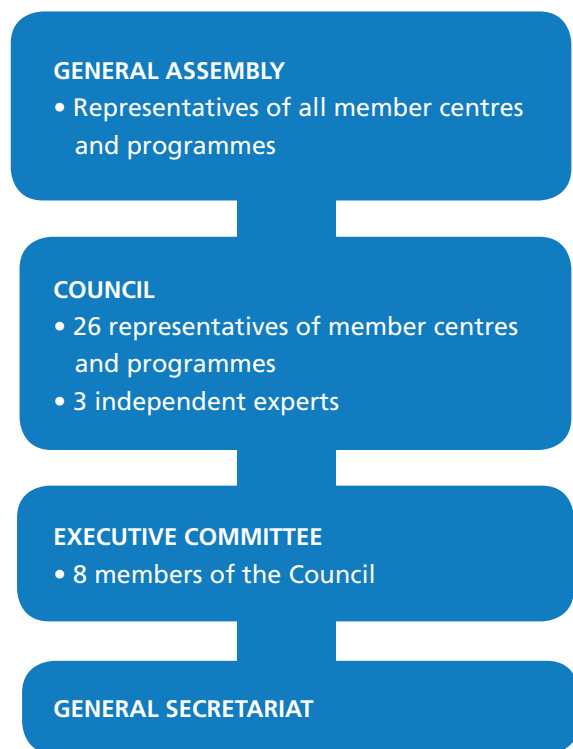 GENERAL ASSEMBLY
• Representatives of all member centres
and programmes
COUNCIL
• 26 representatives of member centres
and programmes
• 3 independent experts
EXECUTIVE COMMITTEE
• 8 members of the Council
GENERAL SECRETARIAT